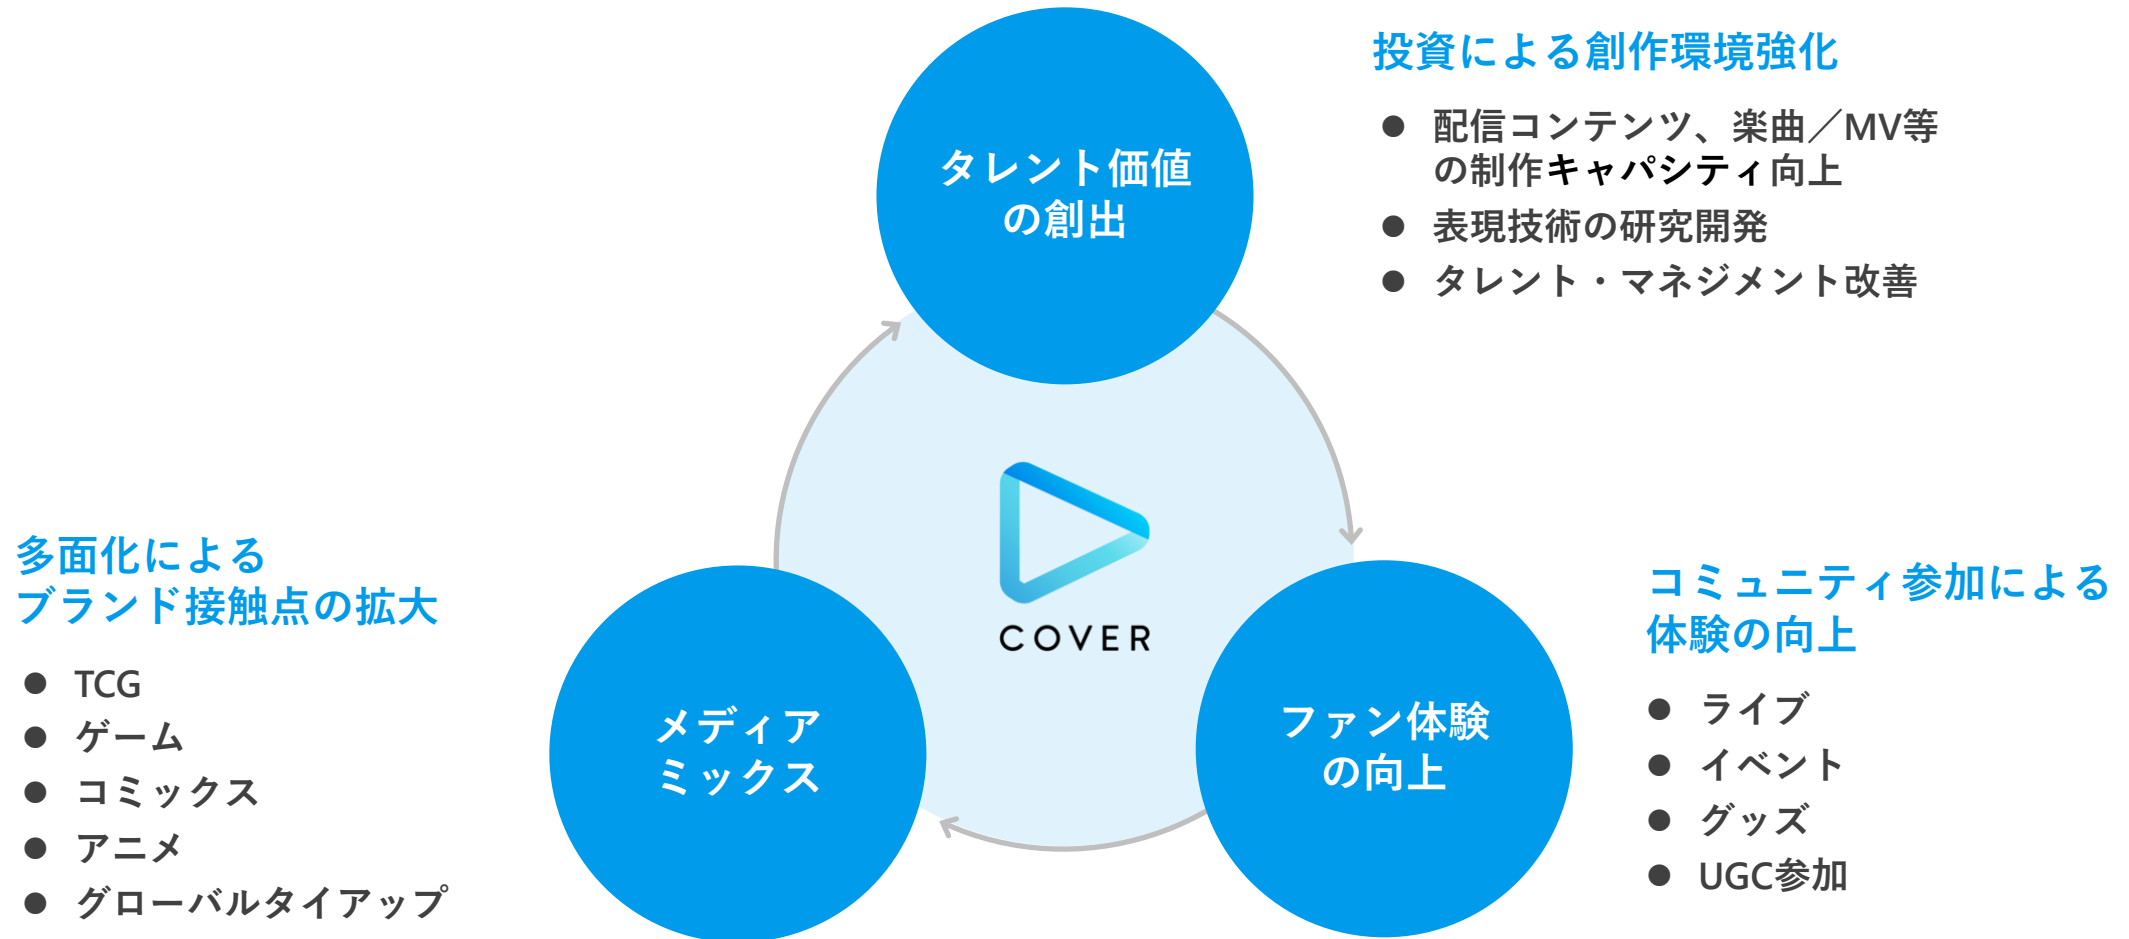 タレント価値
の創出
投資による創作環境強化
● 配信コンテンツ、楽曲／MV等
の制作キャパシティ向上
● 表現技術の研究開発
● タレント・マネジメント改善
COVER
多面化による
ブランド接触点の拡大
● TCG
● ゲーム
● コミックス
● アニメ
● グローバルタイアップ
メディア
ミックス
ファン体験
の向上
コミュニティ参加による
体験の向上
● ライブ
● イベント
● グッズ
● UGC参加